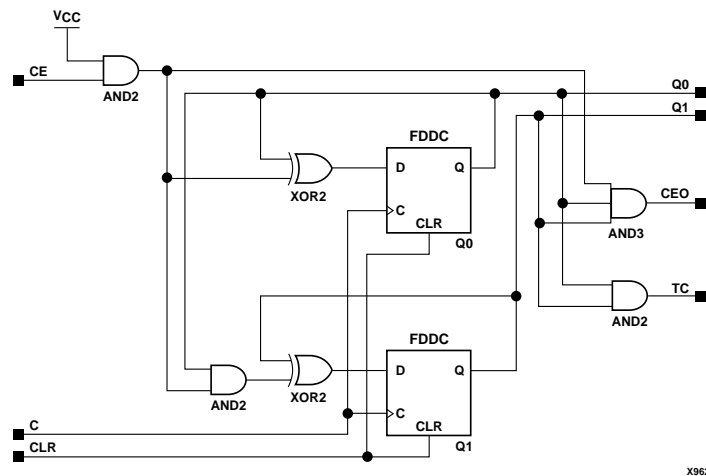 VCC
CE
AND2
Q0
Q1
FDDC
D
Q
XOR2
C
CLR
Q0
CEO
AND3
TC
AND2
FDDC
D
Q
AND2
XOR2
C
CLR
Q1
C
CLR